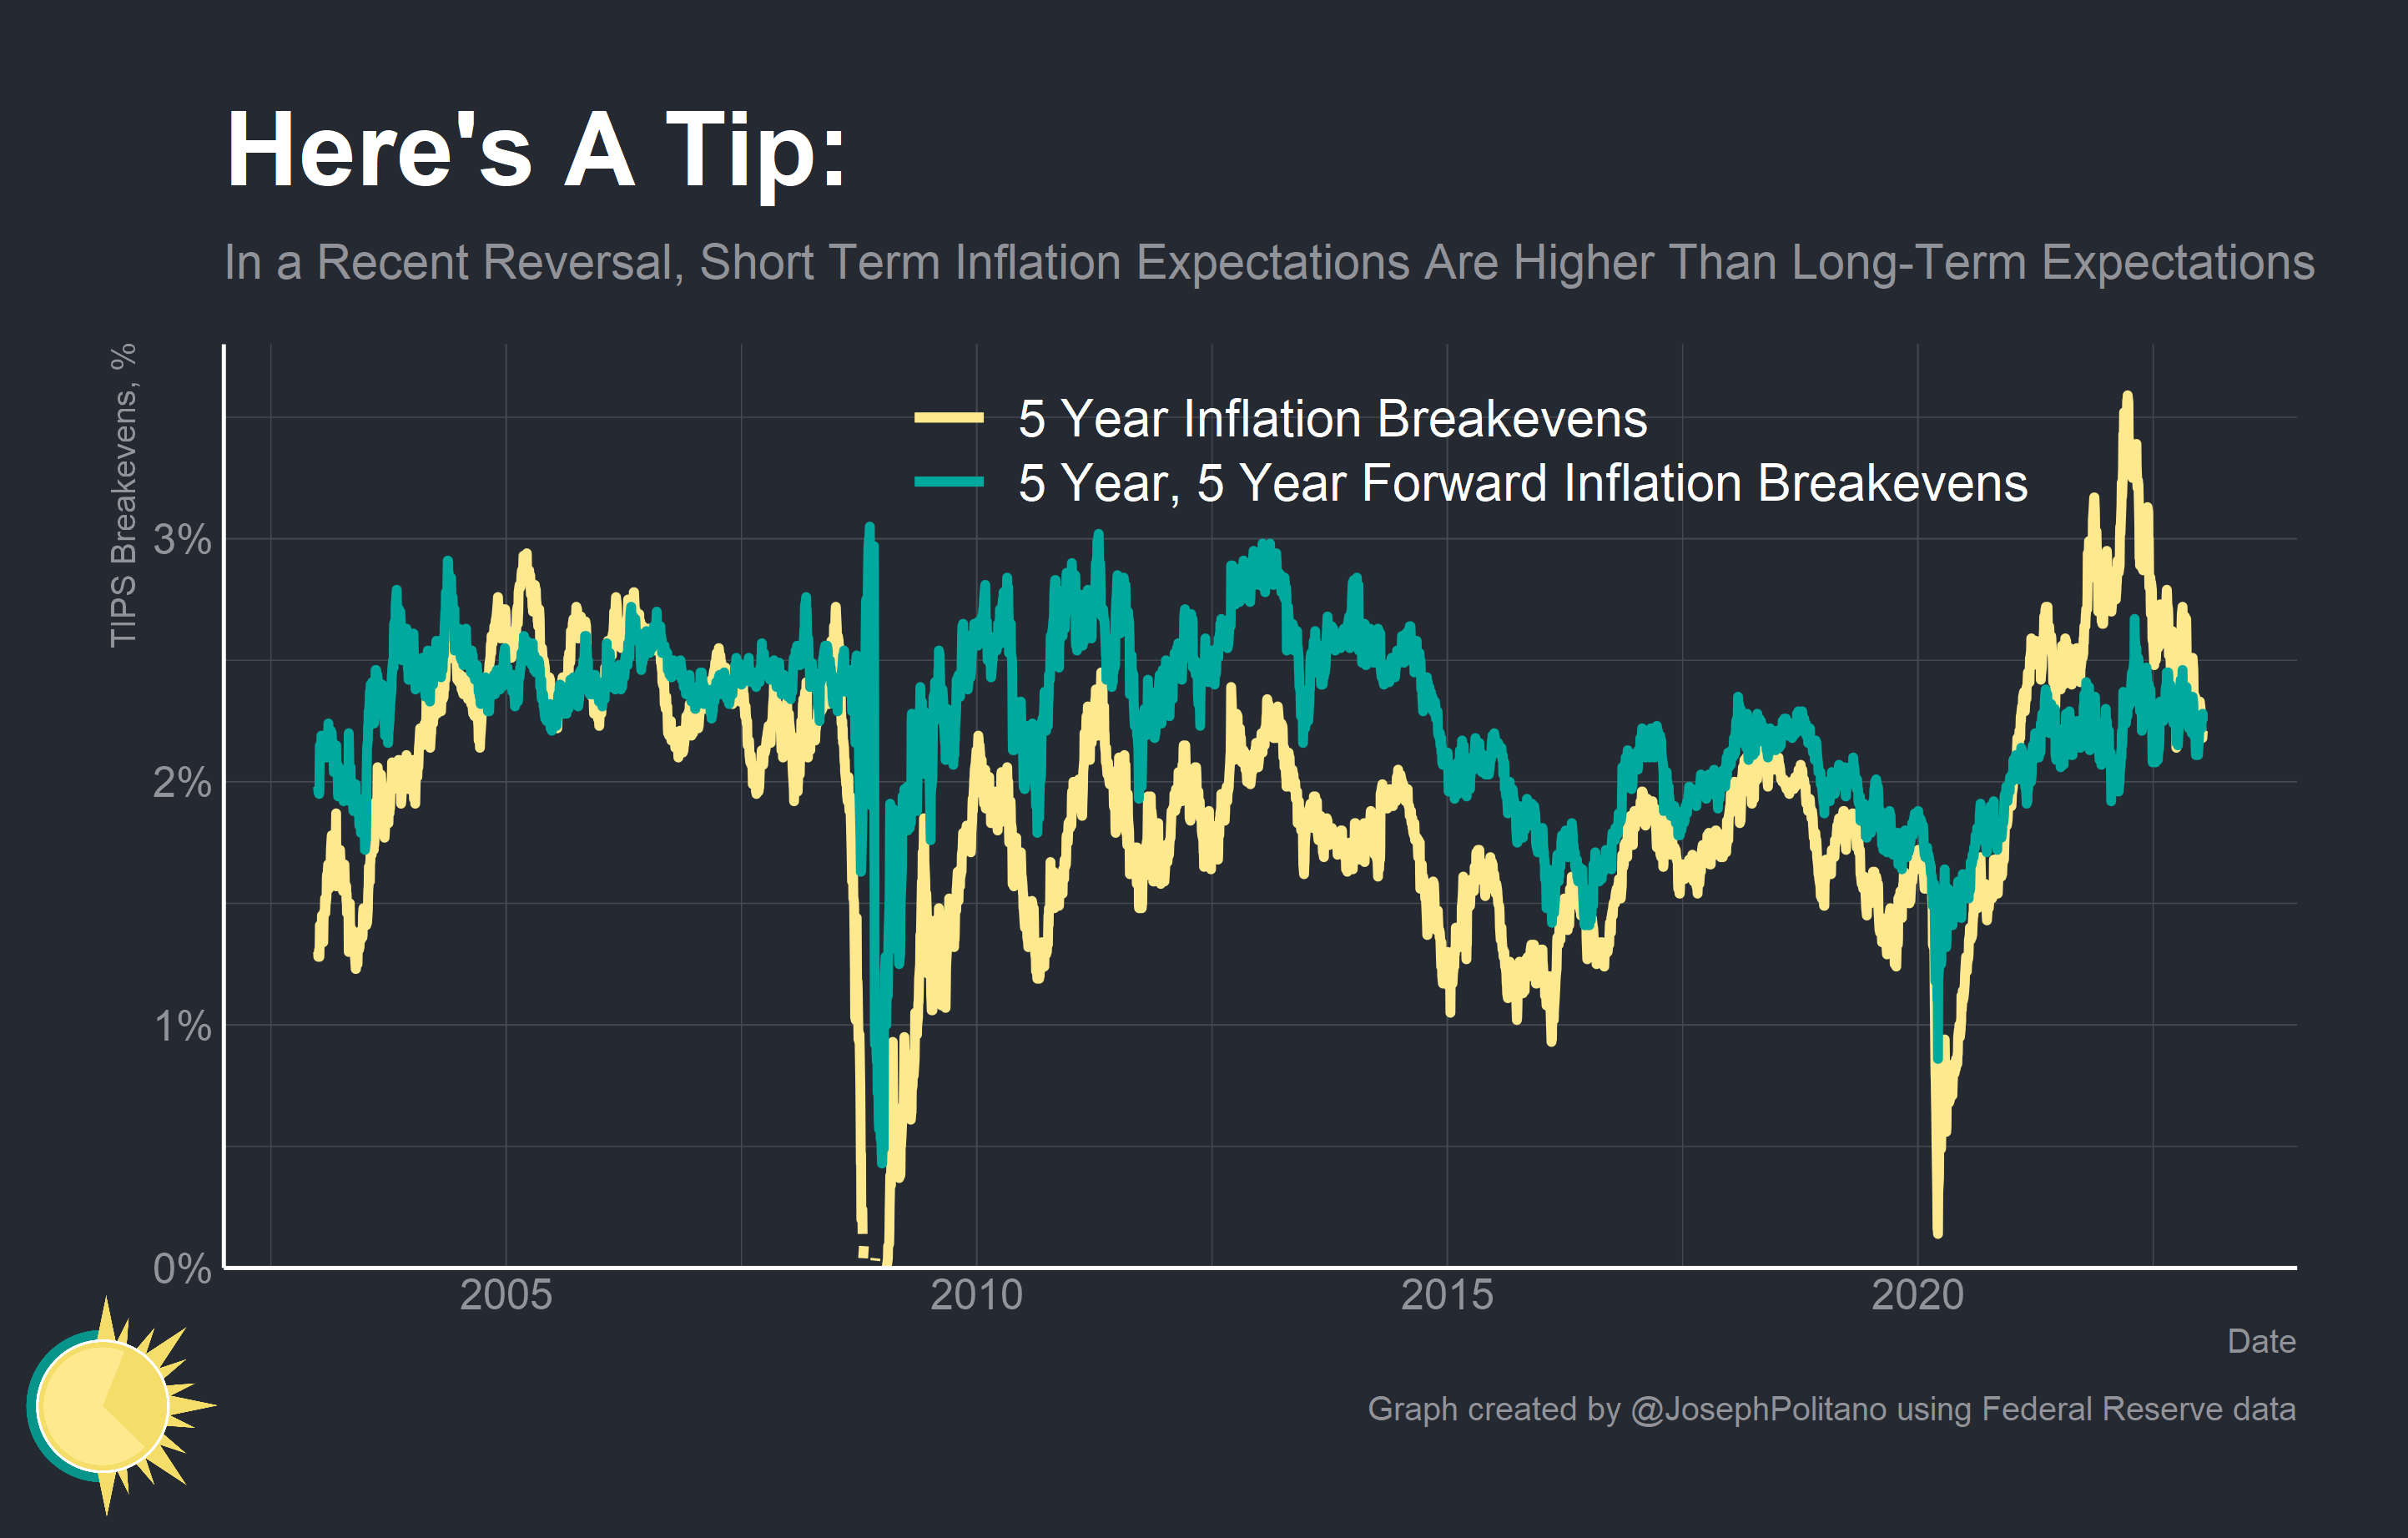 Here's A Tip:
In a Recent Reversal, Short Term Inflation Expectations Are Higher Than Long-Term Expectations
TIPS Breakevens, %
5 Year Inflation Breakevens
5 Year, 5 Year Forward Inflation Breakevens
3%
2%
1%
0%
2005 2010 2015 2020
Date
Graph created by @JosephPolitano using Federal Reserve data